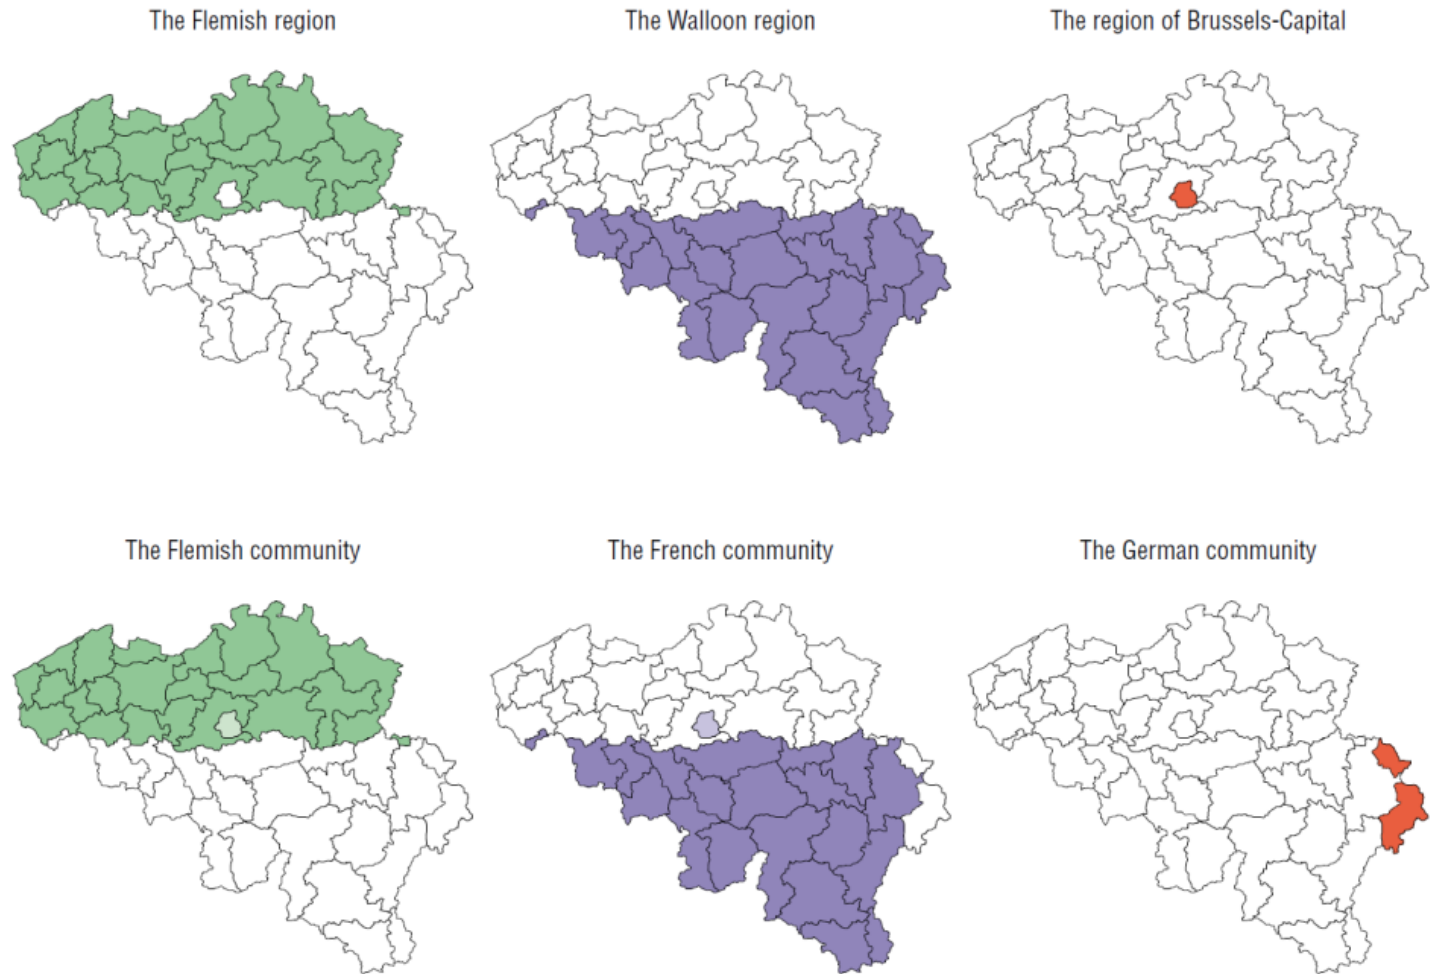 The Flemish region
The Walloon region
The region of Brussels-Capital
The Flemish community
The French community
The German community